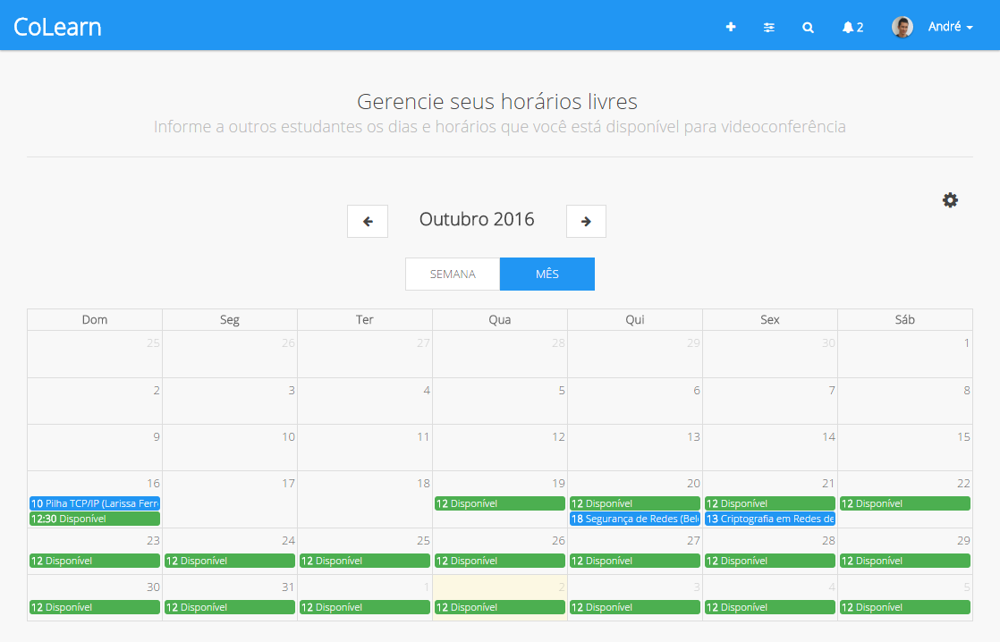 CoLearn 2 André
Gerencie seus horários livres
Informe a outros estudantes os dias e horários que você está disponível para videoconferência
Outubro 2016
SEMANA MÊS
Dom Seg Ter Qua Qui Sex Sáb
25 26 27 28 29 30 1
2 3 4 5 6 7 8
9 10 11 12 13 14 15
16 17 18 19 20 21 22
10 Pilha TCP/IP (Larissa Ferr 12 Disponível 12 Disponível 12 Disponível 12 Disponível
12:30 Disponível 18 Segurança de Redes (Bel 13 Criptografia em Redes de
23 24 25 26 27 28 29
12 Disponível 12 Disponível 12 Disponível 12 Disponível 12 Disponível 12 Disponível 12 Disponível
30 31 1 2 3 4 5
12 Disponível 12 Disponível 12 Disponível 12 Disponível 12 Disponível 12 Disponível 12 Disponível